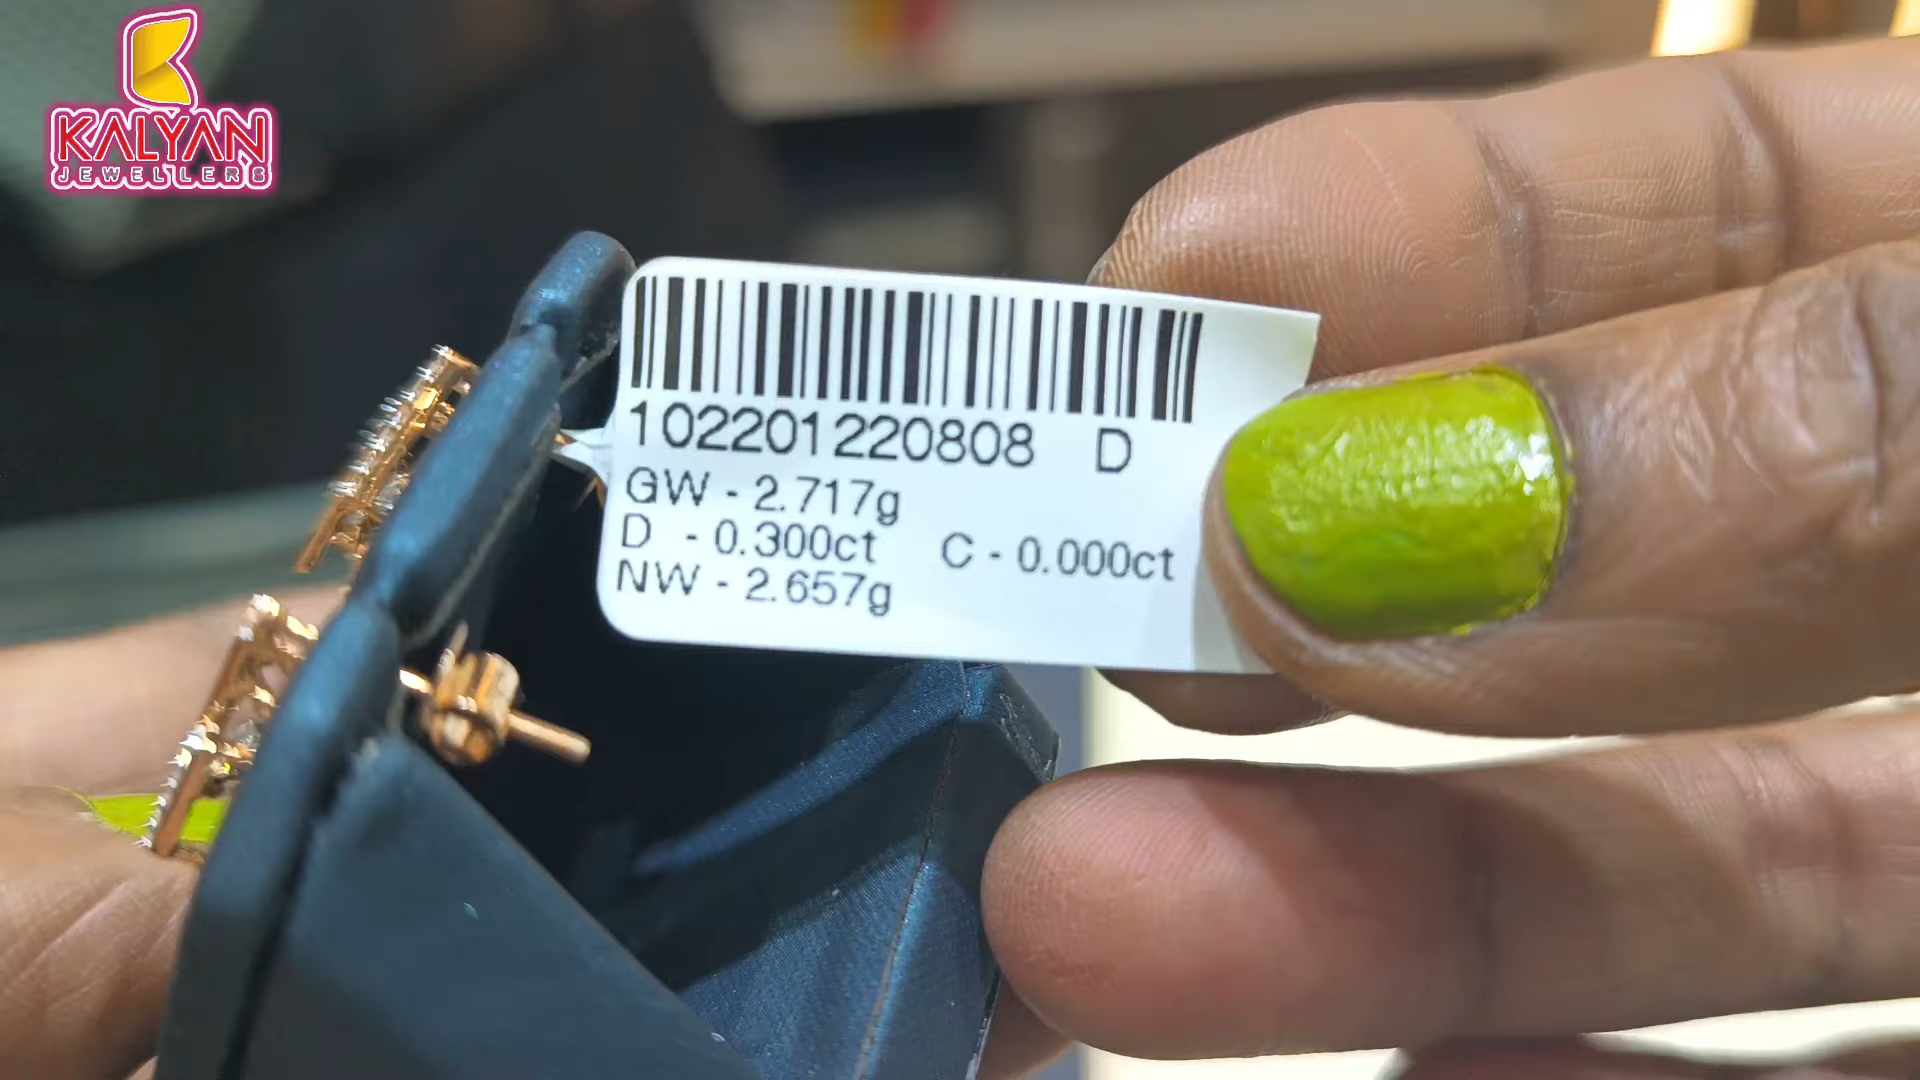 KALYAN
JEWELLERS
102201220808 D
GW - 2.717g
D - 0.300ct C - 0.000ct
NW - 2.657g